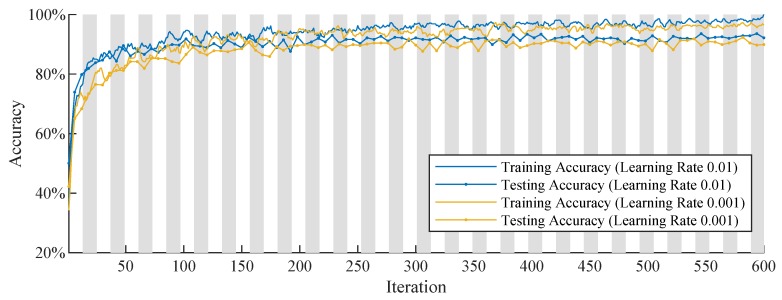 100%
80%
60%
40%
20%
Accuracy
Training Accuracy (Learning Rate 0.01)
Testing Accuracy (Learning Rate 0.01)
Training Accuracy (Learning Rate 0.001)
Testing Accuracy (Learning Rate 0.001)
50 100 150 200 250 300 350 400 450 500 550 600
Iteration